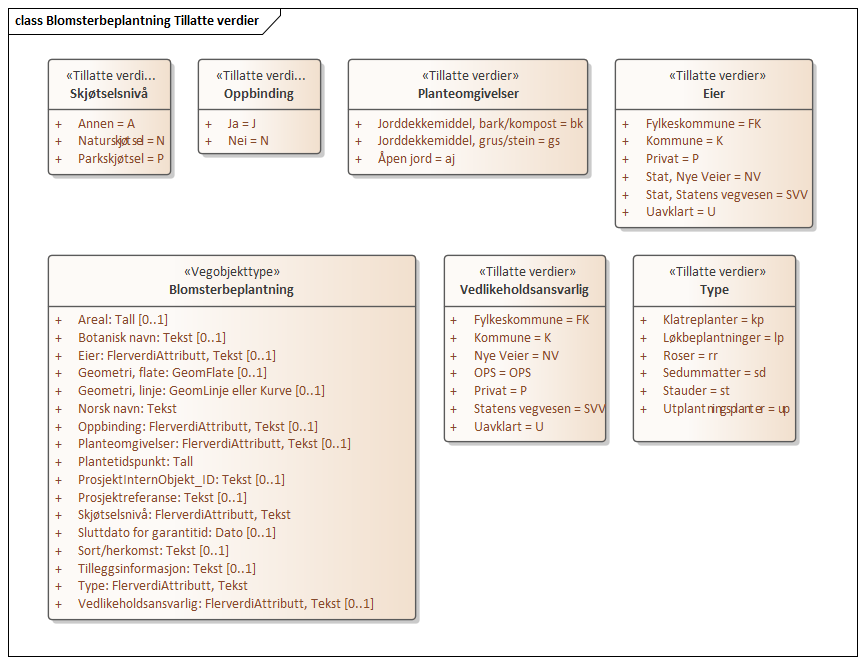 class Blomsterbeplantning Tillatte verdier
«Tillatte verdi...
Skjøtselsnivå
+ Annen = A
+ Naturskjøtsel = N
+ Parkskjøtsel = P
«Tillatte verdi...
Oppbinding
+ Ja = J
+ Nei = N
«Tillatte verdier»
Planteomgivelser
+ Jorddekkemiddel, bark/kompost = bk
+ Jorddekkemiddel, grus/stein = gs
+ Åpen jord = aj
«Tillatte verdier»
Eier
+ Fylkeskommune = FK
+ Kommune = K
+ Privat = P
+ Stat, Nye Veier = NV
+ Stat, Statens vegvesen = SVV
+ Uavklart = U
«Vegobjekttype»
Blomsterbeplantning
+ Areal: Tall [0..1]
+ Botanisk navn: Tekst [0..1]
+ Eier: FlerverdiAttributt, Tekst [0..1]
+ Geometri, flate: GeomFlate [0..1]
+ Geometri, linje: GeomLinje eller Kurve [0..1]
+ Norsk navn: Tekst
+ Oppbinding: FlerverdiAttributt, Tekst [0..1]
+ Planteomgivelser: FlerverdiAttributt, Tekst [0..1]
+ Plantetidspunkt: Tall
+ ProsjektInternObjekt_ID: Tekst [0..1]
+ Prosjektreferanse: Tekst [0..1]
+ Skjøtselsnivå: FlerverdiAttributt, Tekst
+ Sluttdato for garantitid: Dato [0..1]
+ Sort/herkomst: Tekst [0..1]
+ Tilleggsinformasjon: Tekst [0..1]
+ Type: FlerverdiAttributt, Tekst
+ Vedlikeholdsansvarlig: FlerverdiAttributt, Tekst [0..1]
«Tillatte verdier»
Vedlikeholdsansvarlig
+ Fylkeskommune = FK
+ Kommune = K
+ Nye Veier = NV
+ OPS = OPS
+ Privat = P
+ Statens vegvesen = SVV
+ Uavklart = U
«Tillatte verdier»
Type
+ Klatreplanter = kp
+ Løkbeplantninger = lp
+ Roser = rr
+ Sedummatter = sd
+ Stauder = st
+ Utplantningsplanter = up